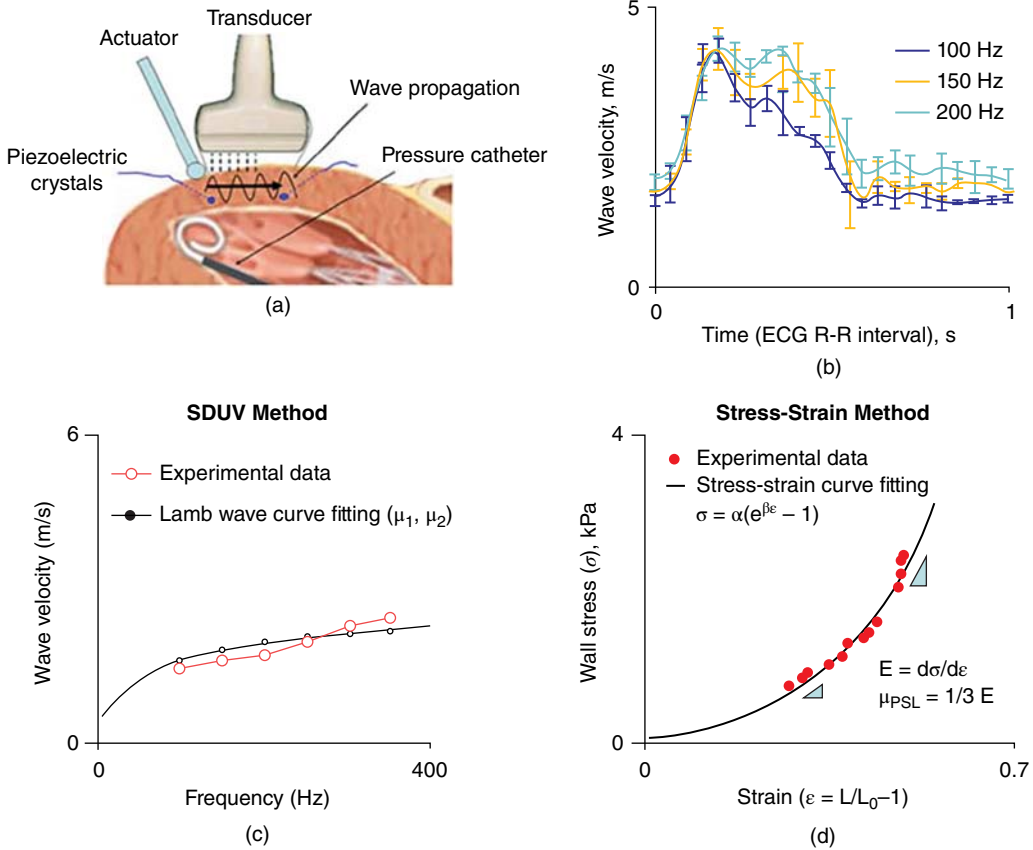 Transducer
Actuator
Wave propagation
Piezoelectric
crystals
Pressure catheter
(a)
5
Wave velocity, m/s
100 Hz
150 Hz
200 Hz
0
0
1
Time (ECG R-R interval), s
(b)
SDUV Method
6
Wave velocity (m/s)
Experimental data
Lamb wave curve fitting (μ₁, μ₂)
0
0
400
Frequency (Hz)
(c)
Stress-Strain Method
4
Wall stress (σ), kPa
Experimental data
Stress-strain curve fitting
σ = α(e^βε – 1)
E = dσ/dε
μPSL = 1/3 E
0
0
0.7
Strain (ε = L/L₀–1)
(d)